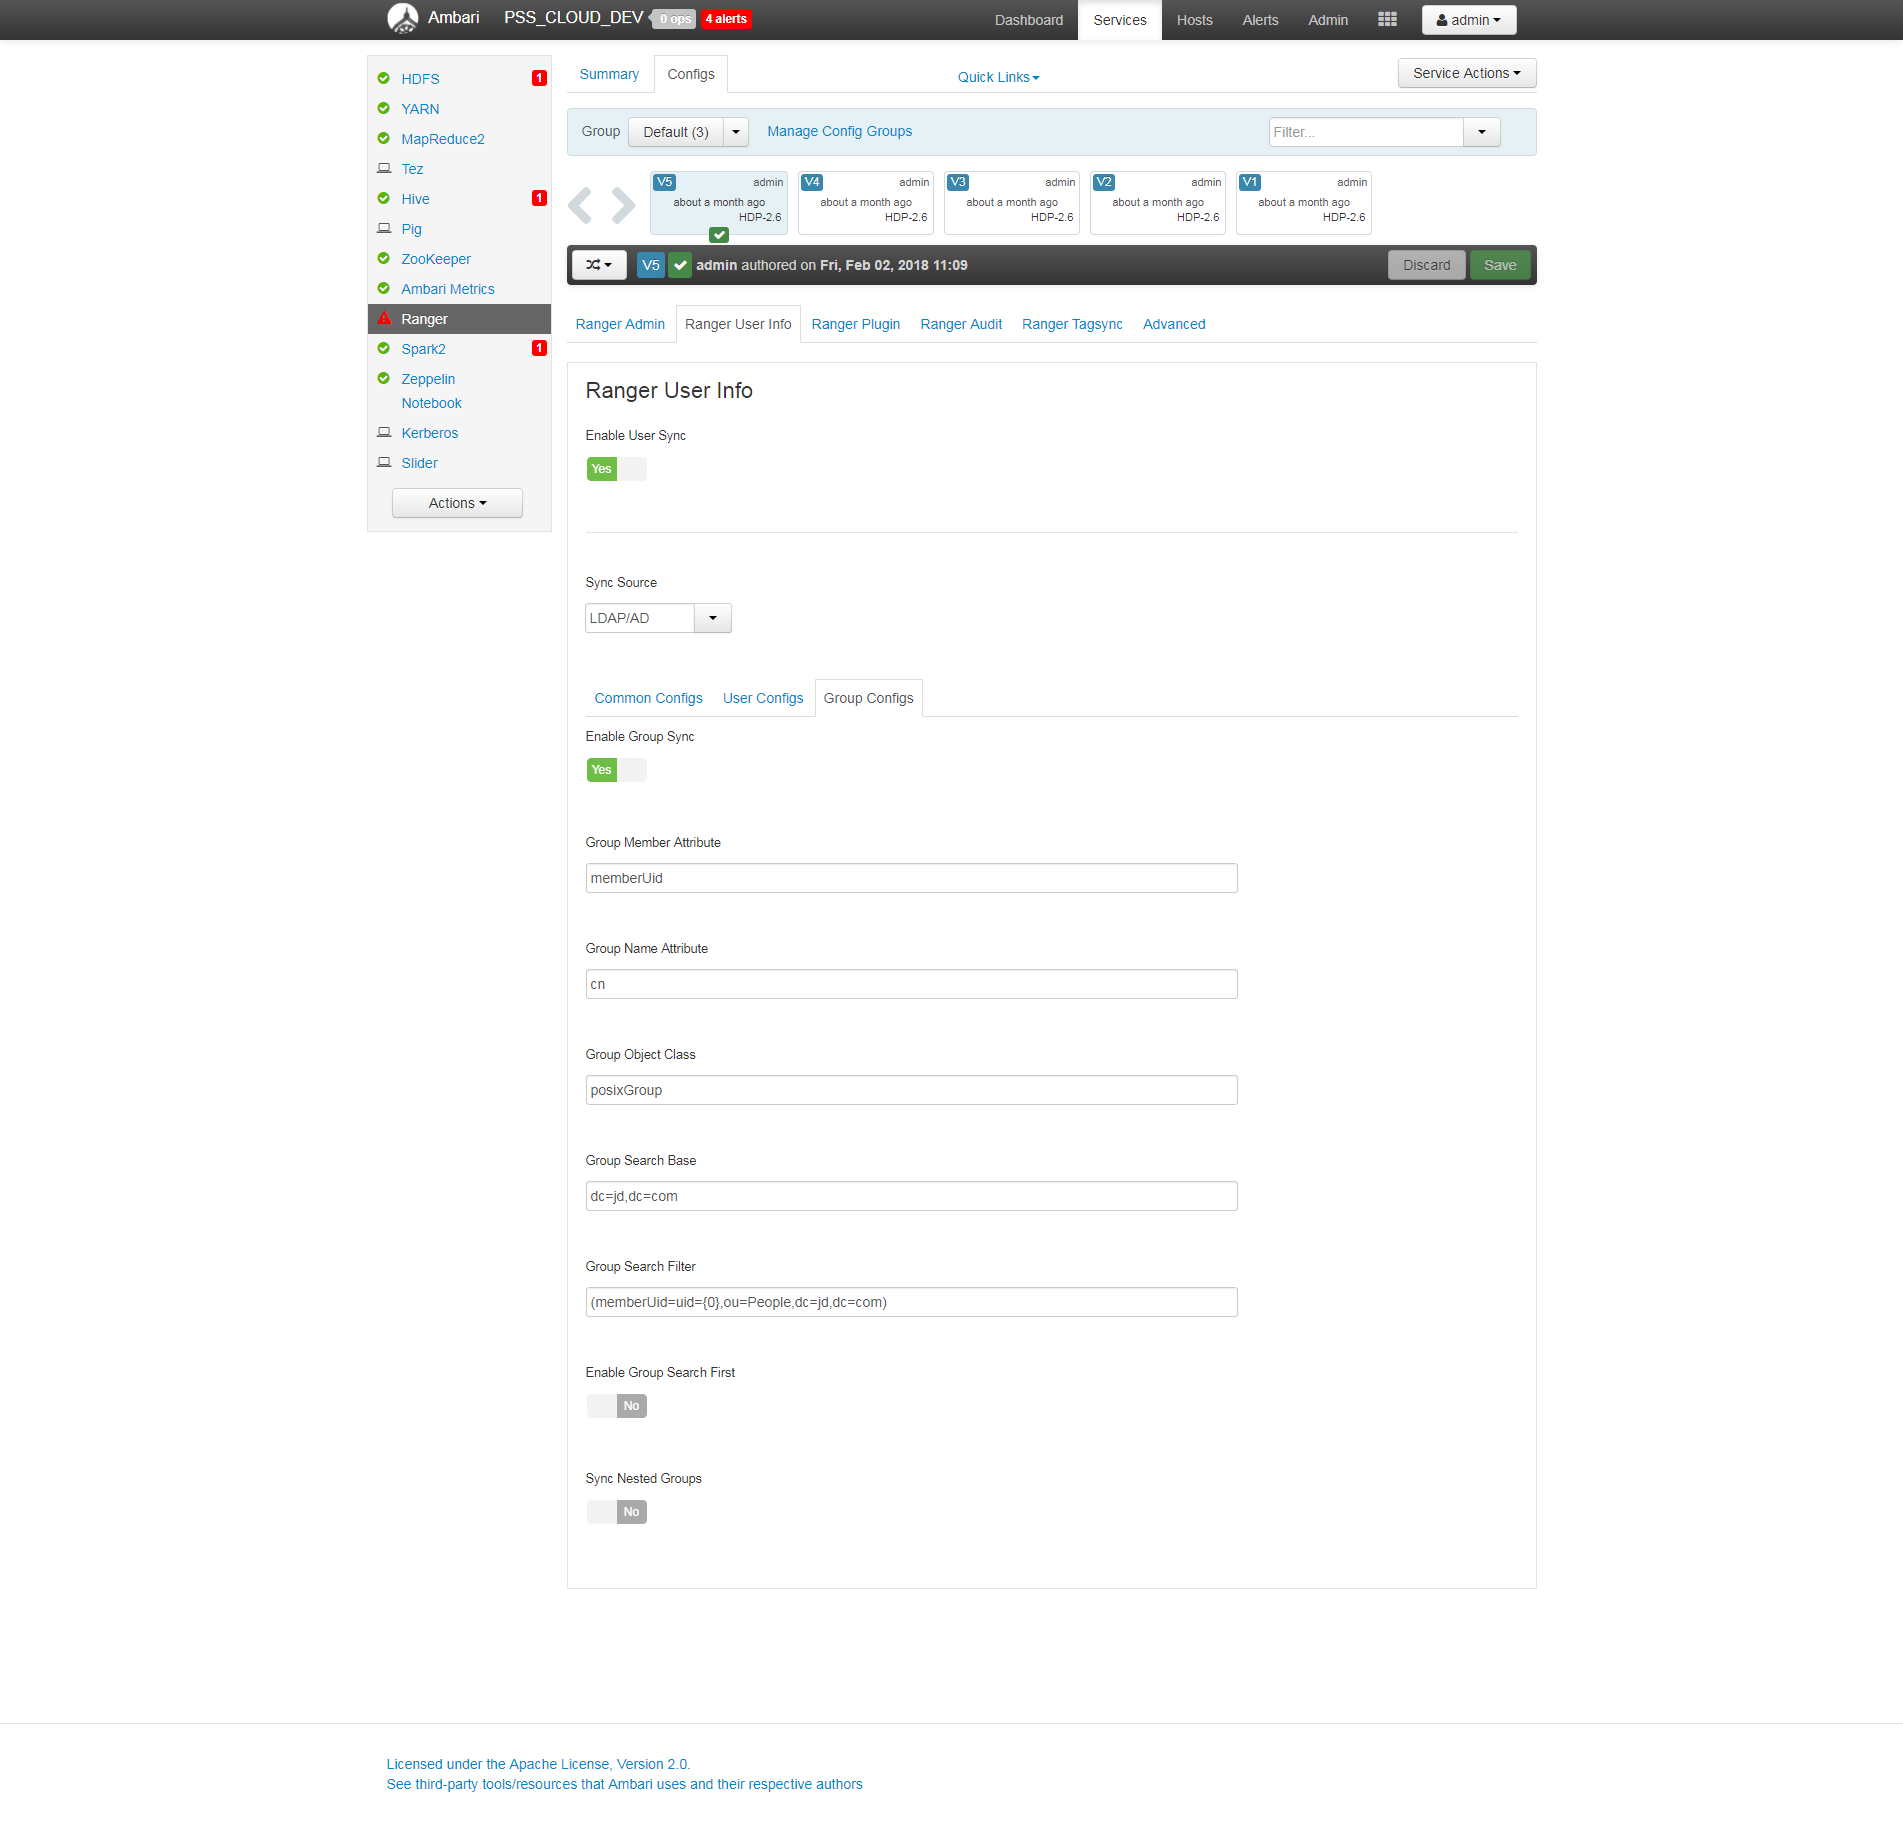 Ambari PSS_CLOUD_DEV 0 ops 4 alerts Dashboard Services Hosts Alerts Admin admin
HDFS 1
YARN
MapReduce2
Tez
Hive 1
Pig
ZooKeeper
Ambari Metrics
Ranger
Spark2 1
Zeppelin
Notebook
Kerberos
Slider
Actions
Summary Configs Quick Links Service Actions
Group Default (3) Manage Config Groups Filter...
V5 admin
about a month ago
HDP-2.6
V4 admin
about a month ago
HDP-2.6
V3 admin
about a month ago
HDP-2.6
V2 admin
about a month ago
HDP-2.6
V1 admin
about a month ago
HDP-2.6
V5 admin authored on Fri, Feb 02, 2018 11:09 Discard Save
Ranger Admin Ranger User Info Ranger Plugin Ranger Audit Ranger Tagsync Advanced
Ranger User Info
Enable User Sync
Yes
Sync Source
LDAP/AD
Common Configs User Configs Group Configs
Enable Group Sync
Yes
Group Member Attribute
memberUid
Group Name Attribute
cn
Group Object Class
posixGroup
Group Search Base
dc=jd,dc=com
Group Search Filter
(memberUid=uid={0},ou=People,dc=jd,dc=com)
Enable Group Search First
No
Sync Nested Groups
No
Licensed under the Apache License, Version 2.0.
See third-party tools/resources that Ambari uses and their respective authors